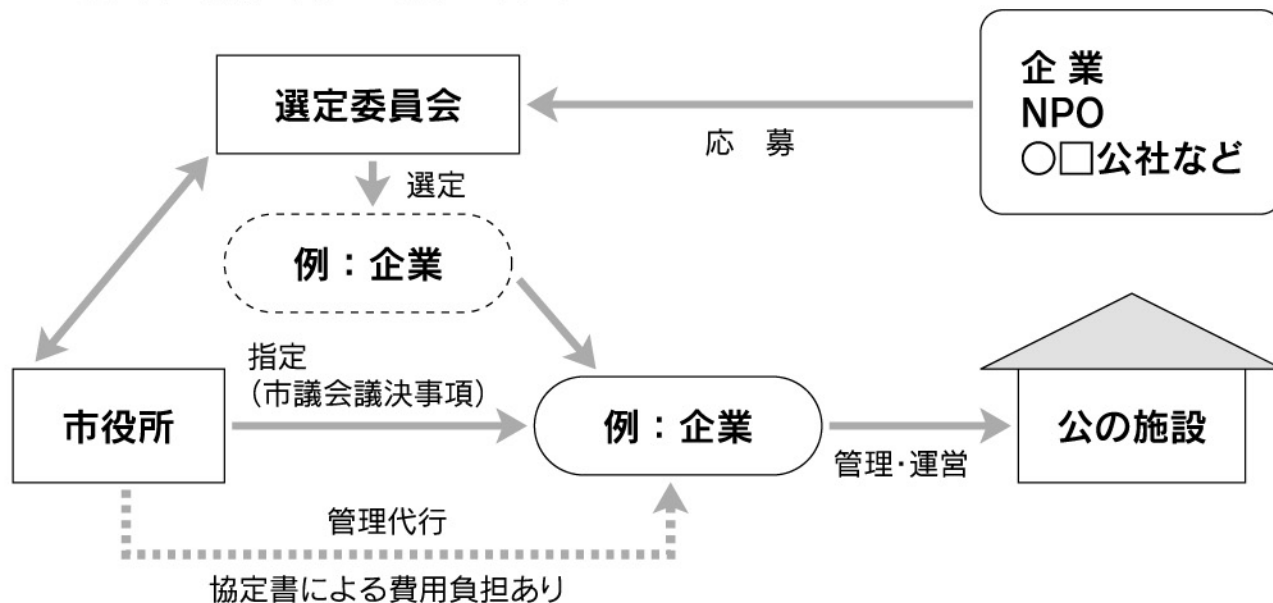 企業
NPO
○□公社など
選定委員会
応 募
選定
例：企業
指定
（市議会議決事項）
市役所
例：企業
管理・運営
公の施設
管理代行
協定書による費用負担あり